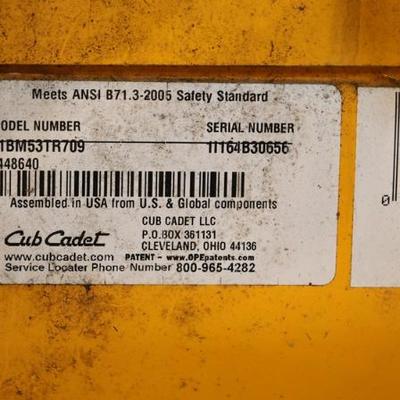 Meets ANSI B71.3-2005 Safety Standard
ODEL NUMBER SERIAL NUMBER
1BM53TR709 1I164B30656
448640
Assembled in USA from U.S. & Global components
CUB CADET LLC
P.O.BOX 361131
CLEVELAND, OHIO 44136
Cub Cadet
www.cubcadet.com PATENT - www.OPEpatents.com
Service Locater Phone Number 800-965-4282
0